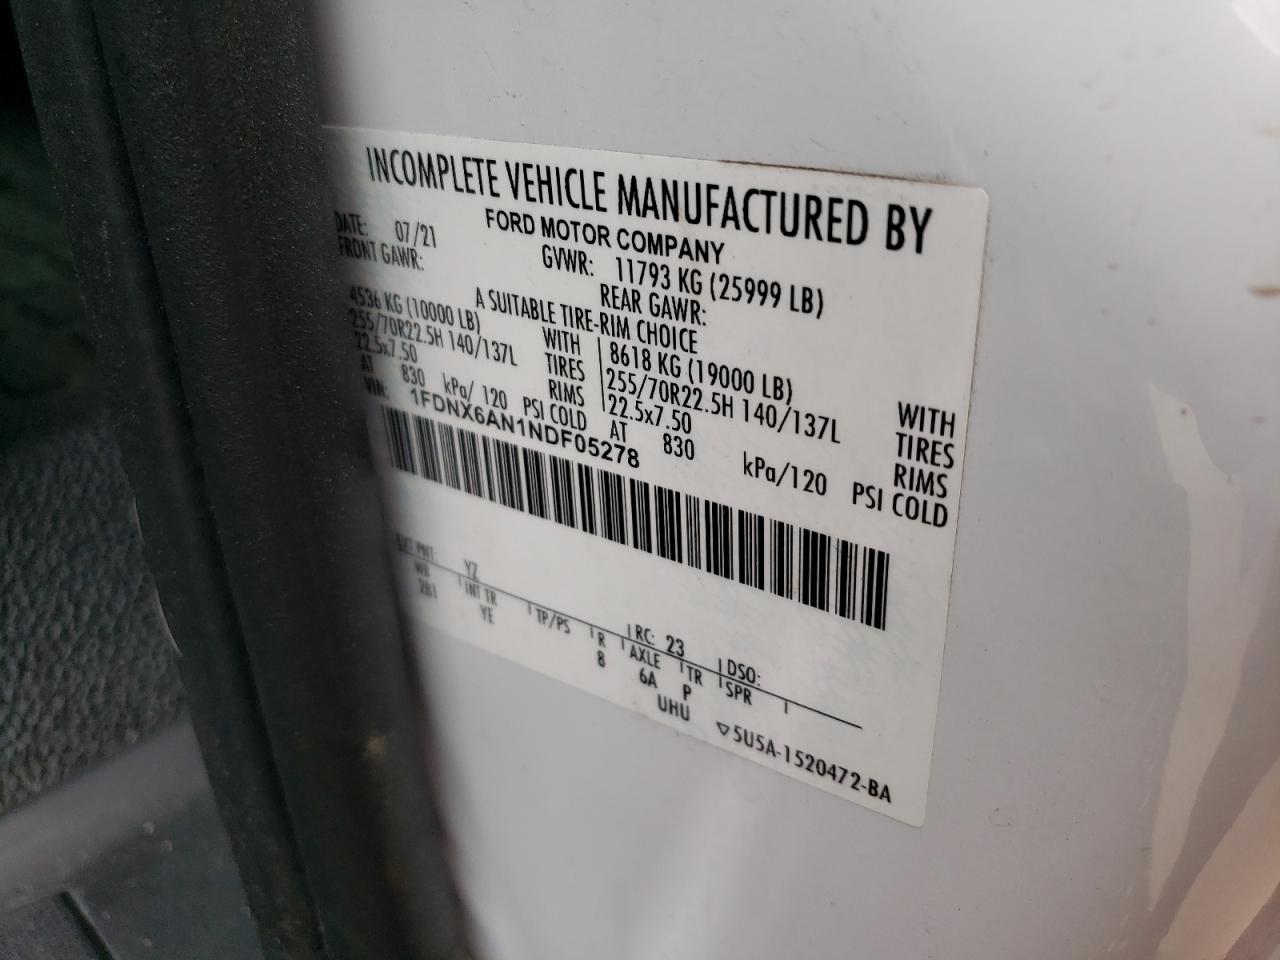 INCOMPLETE VEHICLE MANUFACTURED BY
FORD MOTOR COMPANY
DATE: 07/21 GVWR: 11793 KG (25999 LB)
FRONT GAWR: REAR GAWR:
A SUITABLE TIRE-RIM CHOICE
4536 KG (10000 LB) WITH 8618 KG (19000 LB) WITH
255/70R22.5H 140/137L TIRES 255/70R22.5H 140/137L TIRES
22.5x7.50 RIMS 22.5x7.50 RIMS
AT 830 kPa/ 120 PSI COLD AT 830 kPa/120 PSI COLD
VIN: 1FDNX6AN1NDF05278
EXT PNT: YZ RC: 23 DSO:
WB INT TR TP/PS R AXLE TR SPR
281 YE 8 6A P
UHU ▽5U5A-1520472-BA